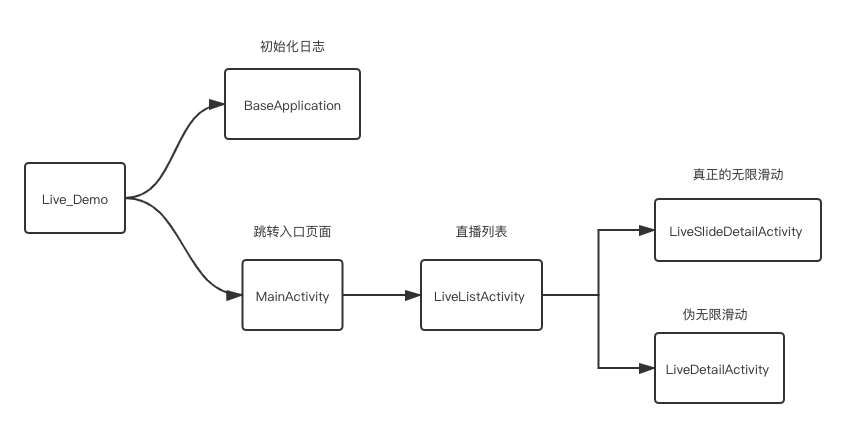 初始化日志
BaseApplication
Live_Demo
跳转入口页面
MainActivity
直播列表
LiveListActivity
真正的无限滑动
LiveSlideDetailActivity
伪无限滑动
LiveDetailActivity